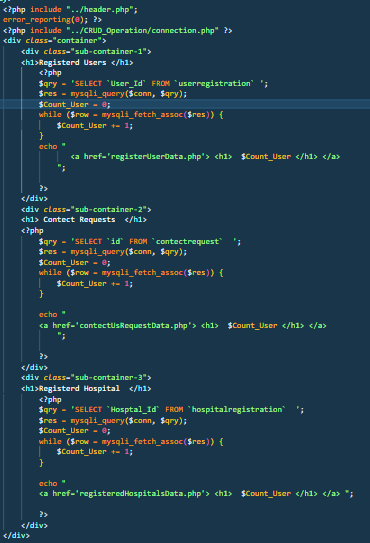 <?php include "../header.php";
error_reporting(0); ?>
<?php include "../CRUD_Operation/connection.php" ?>
<div class="container">
<div class="sub-container-1">
<h1>Registerd Users </h1>
<?php
$qry = 'SELECT `User_Id` FROM `userregistration` ';
$res = mysqli_query($conn, $qry);
$Count_User = 0;
while ($row = mysqli_fetch_assoc($res)) {
$Count_User += 1;
}
echo "
<a href='registerUserData.php'> <h1>  $Count_User </h1> </a>
";
?>
</div>
<div class="sub-container-2">
<h1> Contect Requests  </h1>
<?php
$qry = 'SELECT `id` FROM `contectrequest`  ';
$res = mysqli_query($conn, $qry);
$Count_User = 0;
while ($row = mysqli_fetch_assoc($res)) {
$Count_User += 1;
}
echo "
<a href='contectUsRequestData.php'> <h1>  $Count_User </h1> </a>
";
?>
</div>
<div class="sub-container-3">
<h1>Registerd Hospital  </h1>
<?php
$qry = 'SELECT `Hosptal_Id` FROM `hospitalregistration`  ';
$res = mysqli_query($conn, $qry);
$Count_User = 0;
while ($row = mysqli_fetch_assoc($res)) {
$Count_User += 1;
}
echo "
<a href='registeredHospitalsData.php'> <h1>  $Count_User </h1> </a> ";
?>
</div>
</div>